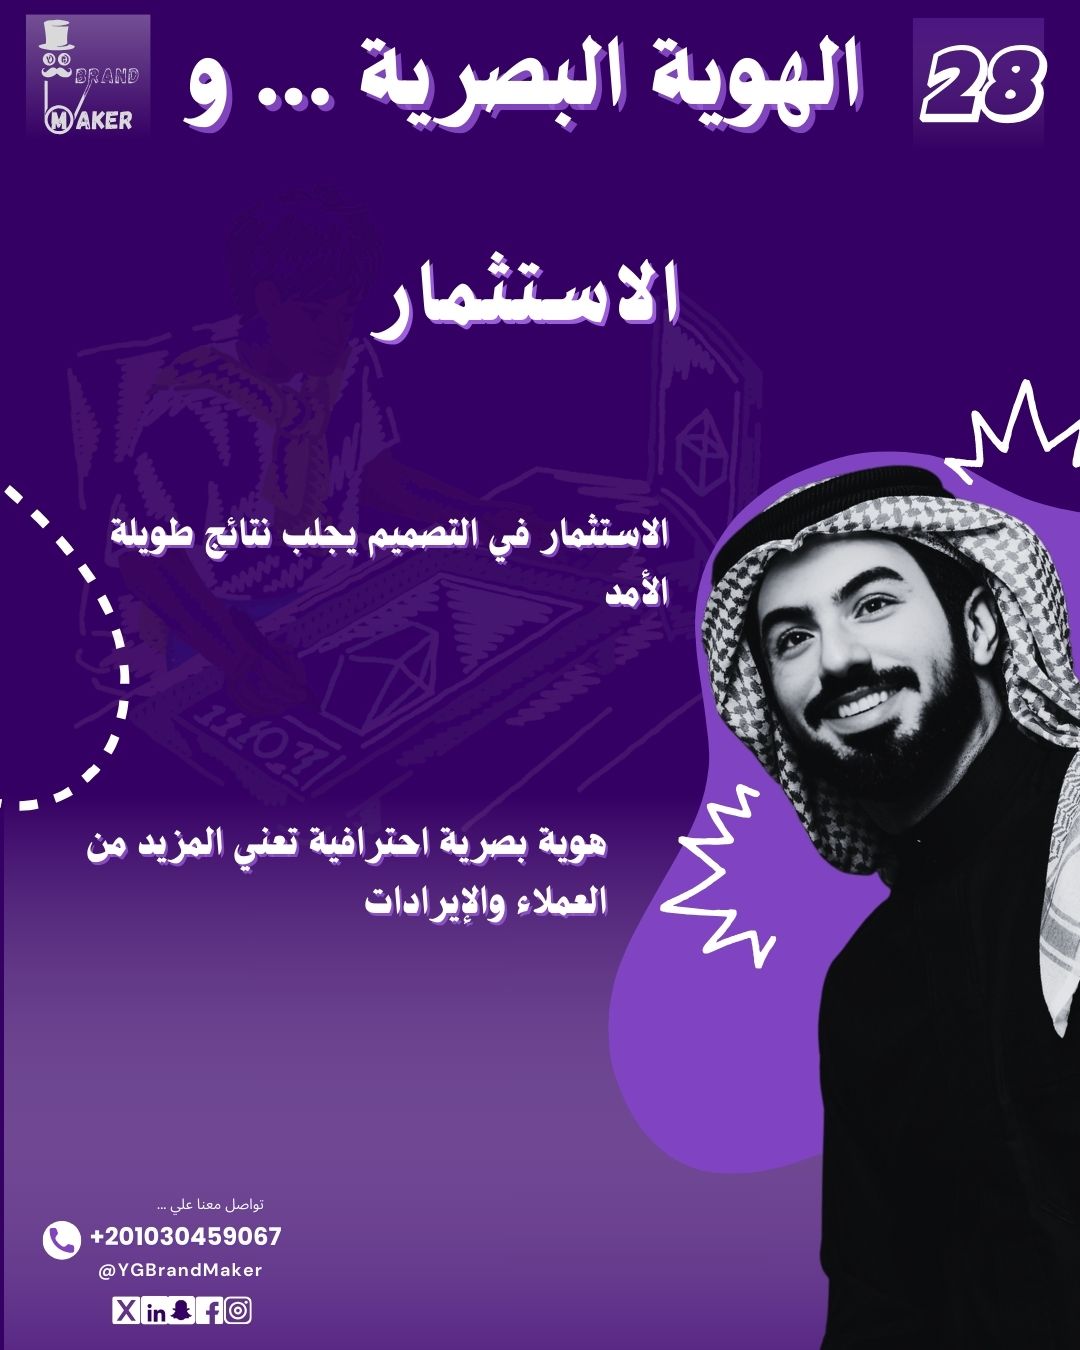 28
الهوية البصرية ... و
BRAND
MAKER
الاستثمار
الاستثمار في التصميم يجلب نتائج طويلة
الأمد
هوية بصرية احترافية تعني المزيد من
العملاء والإيرادات
تواصل معنا علي ...
+201030459067
@YGBrandMaker